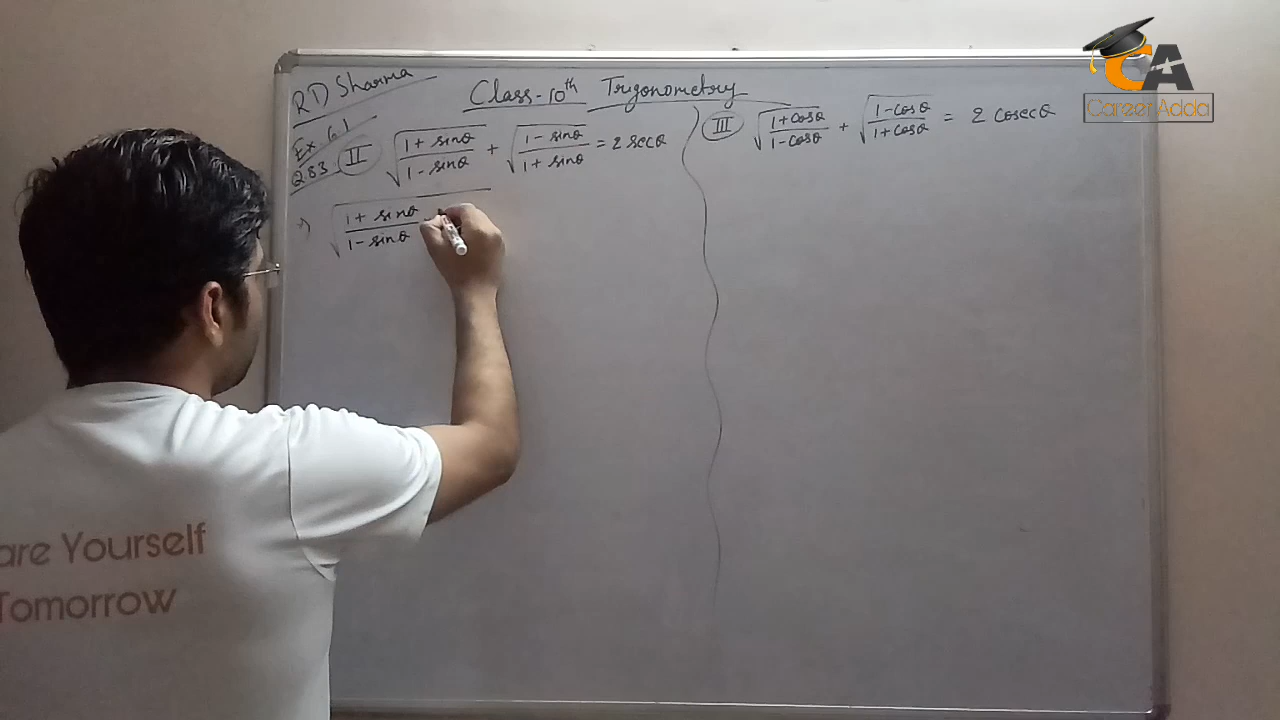 RD Sharma
Class-10th Trigonometry
Ex-6.1
Q83. II √(1 + sinθ / 1 - sinθ) + √(1 - sinθ / 1 + sinθ) = 2 secθ
→ √(1 + sinθ / 1 - sinθ
III √(1 + cosθ / 1 - cosθ) + √(1 - cosθ / 1 + cosθ) = 2 cosecθ
CA
Career Adda
are Yourself
Tomorrow